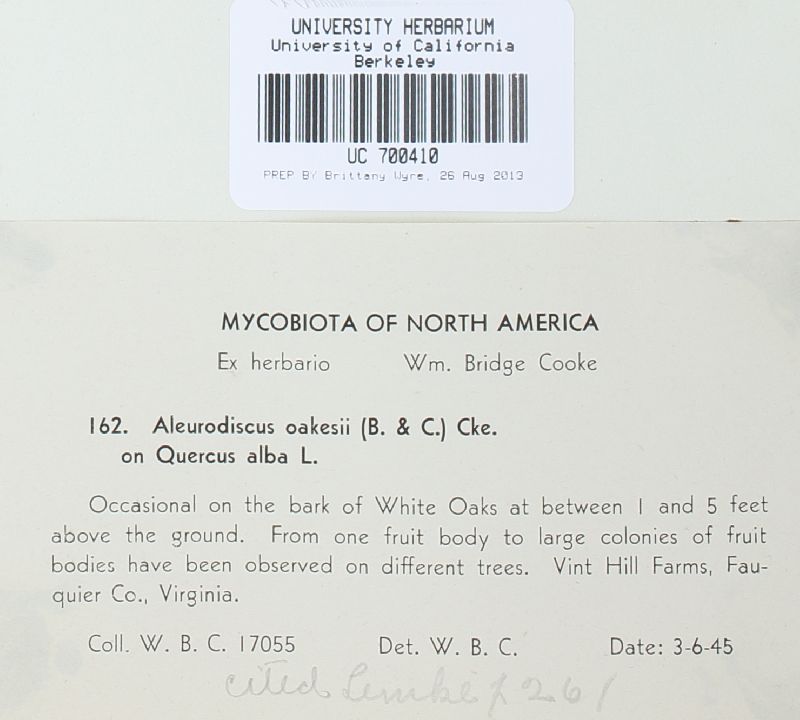 UNIVERSITY HERBARIUM
University of California
Berkeley
UC 700410
PREP BY Brittany Wyre, 26 Aug 2013
MYCOBIOTA OF NORTH AMERICA
Ex herbario Wm. Bridge Cooke
162. Aleurodiscus oakesii (B. & C.) Cke.
on Quercus alba L.
Occasional on the bark of White Oaks at between 1 and 5 feet
above the ground. From one fruit body to large colonies of fruit
bodies have been observed on different trees. Vint Hill Farms, Fau-
quier Co., Virginia.
Coll. W. B. C. 17055 Det. W. B. C. Date: 3-6-45
cited Lemke p 261